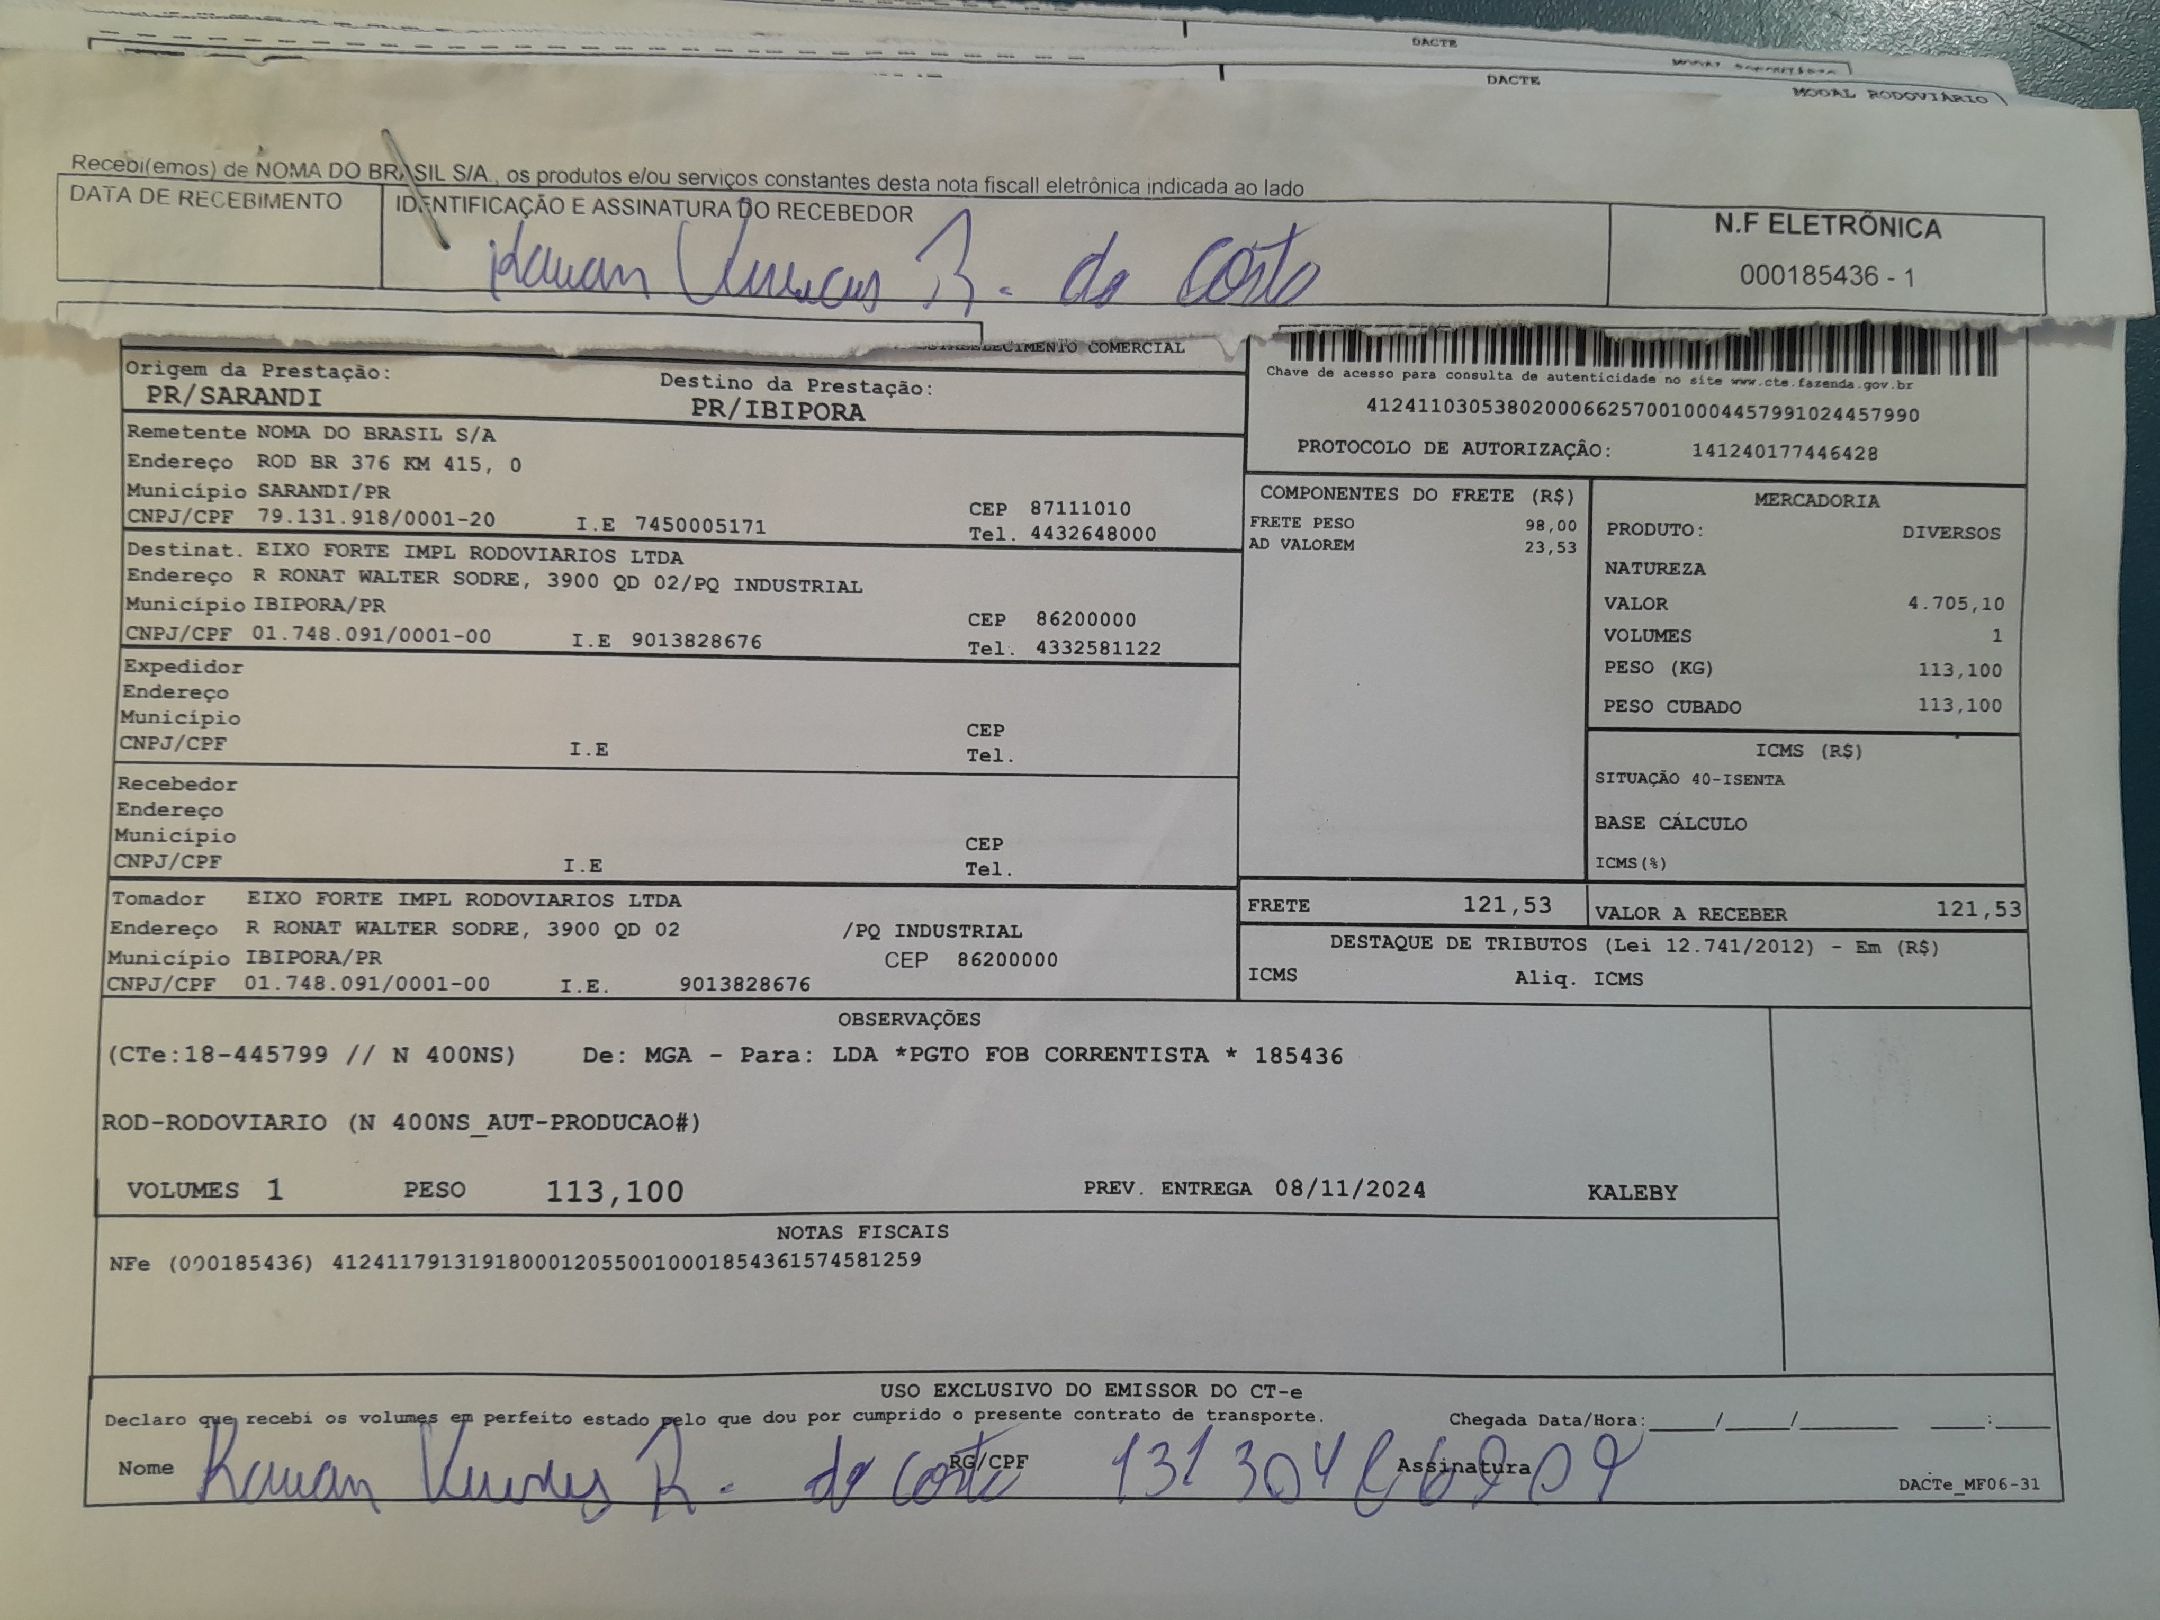 DACTE
DACTE
MODAL RODOVIÁRIO
Recebi(emos) de NOMA DO BRASIL S/A., os produtos e/ou serviços constantes desta nota fiscall eletrônica indicada ao lado
DATA DE RECEBIMENTO
IDENTIFICAÇÃO E ASSINATURA DO RECEBEDOR
N.F ELETRÔNICA
000185436 - 1
R. da Costa
COMERCIAL
Origem da Prestação:
PR/SARANDI
Destino da Prestação:
PR/IBIPORA
Chave de acesso para consulta de autenticidade no site www.cte.fazenda.gov.br
41241103053802000662570010004457991024457990
PROTOCOLO DE AUTORIZAÇÃO: 141240177446428
Remetente NOMA DO BRASIL S/A
Endereço ROD BR 376 KM 415, 0
Município SARANDI/PR CEP 87111010
CNPJ/CPF 79.131.918/0001-20 I.E 7450005171 Tel. 4432648000
Destinat. EIXO FORTE IMPL RODOVIARIOS LTDA
Endereço R RONAT WALTER SODRE, 3900 QD 02/PQ INDUSTRIAL
Município IBIPORA/PR CEP 86200000
CNPJ/CPF 01.748.091/0001-00 I.E 9013828676 Tel. 4332581122
Expedidor
Endereço
Município CEP
CNPJ/CPF I.E Tel.
Recebedor
Endereço
Município CEP
CNPJ/CPF I.E Tel.
Tomador EIXO FORTE IMPL RODOVIARIOS LTDA
Endereço R RONAT WALTER SODRE, 3900 QD 02 /PQ INDUSTRIAL
Município IBIPORA/PR CEP 86200000
CNPJ/CPF 01.748.091/0001-00 I.E. 9013828676
COMPONENTES DO FRETE (R$)
FRETE PESO 98,00
AD VALOREM 23,53
MERCADORIA
PRODUTO: DIVERSOS
NATUREZA
VALOR 4.705,10
VOLUMES 1
PESO (KG) 113,100
PESO CUBADO 113,100
ICMS (R$)
SITUAÇÃO 40-ISENTA
BASE CÁLCULO
ICMS(%)
FRETE 121,53
VALOR A RECEBER 121,53
DESTAQUE DE TRIBUTOS (Lei 12.741/2012) - Em (R$)
ICMS Aliq. ICMS
OBSERVAÇÕES
(CTe:18-445799 // N 400NS) De: MGA - Para: LDA *PGTO FOB CORRENTISTA * 185436
ROD-RODOVIARIO (N 400NS_AUT-PRODUCAO#)
VOLUMES 1 PESO 113,100 PREV. ENTREGA 08/11/2024 KALEBY
NOTAS FISCAIS
NFe (000185436) 41241179131918000120550010001854361574581259
USO EXCLUSIVO DO EMISSOR DO CT-e
Declaro que recebi os volumes em perfeito estado pelo que dou por cumprido o presente contrato de transporte. Chegada Data/Hora: / / :
Nome R. da Costa RG/CPF Assinatura
DACTe_MF06-31